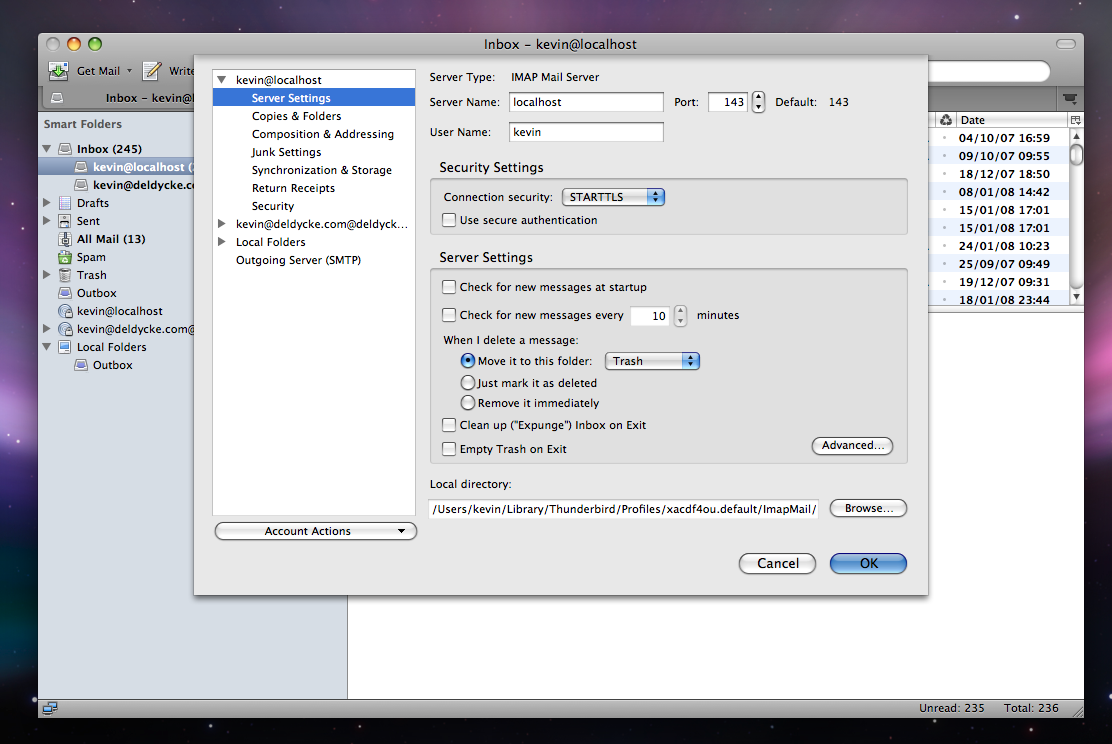 Inbox – kevin@localhost
Get Mail
Write
Inbox – kevin@l
Smart Folders
Inbox (245)
kevin@localhost (2
kevin@deldycke.co
Drafts
Sent
All Mail (13)
Spam
Trash
Outbox
kevin@localhost
kevin@deldycke.com@
Local Folders
Outbox
kevin@localhost
Server Settings
Copies & Folders
Composition & Addressing
Junk Settings
Synchronization & Storage
Return Receipts
Security
kevin@deldycke.com@deldyck...
Local Folders
Outgoing Server (SMTP)
Account Actions
Server Type: IMAP Mail Server
Server Name: localhost Port: 143 Default: 143
User Name: kevin
Security Settings
Connection security: STARTTLS
Use secure authentication
Server Settings
Check for new messages at startup
Check for new messages every 10 minutes
When I delete a message:
Move it to this folder: Trash
Just mark it as deleted
Remove it immediately
Clean up ("Expunge") Inbox on Exit
Empty Trash on Exit
Advanced...
Local directory:
/Users/kevin/Library/Thunderbird/Profiles/xacdf4ou.default/ImapMail/
Browse...
Cancel
OK
Date
04/10/07 16:59
09/10/07 09:55
18/12/07 18:50
08/01/08 14:42
15/01/08 17:01
15/01/08 17:01
24/01/08 10:23
25/09/07 09:49
19/12/07 09:31
18/01/08 23:44
Unread: 235 Total: 236